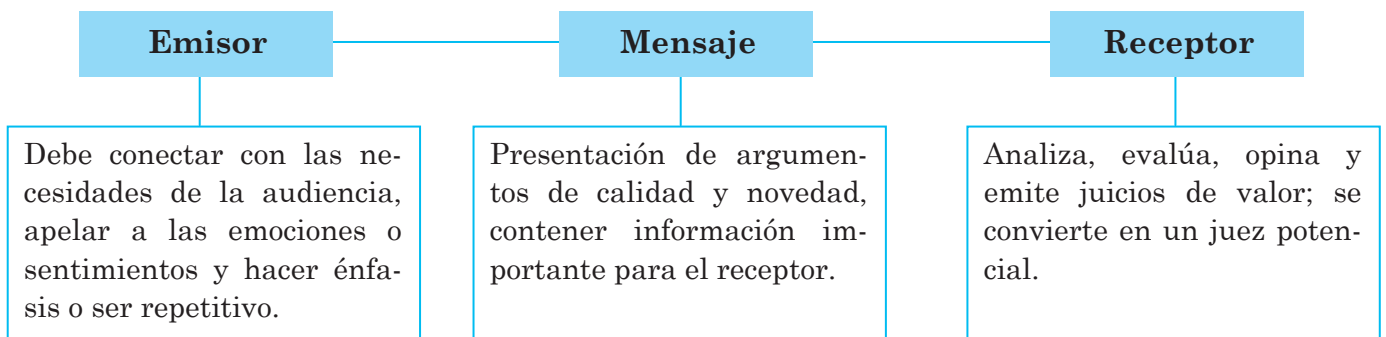 Emisor
Mensaje
Receptor
Debe conectar con las ne-
cesidades de la audiencia,
apelar a las emociones o
sentimientos y hacer énfa-
sis o ser repetitivo.
Presentación de argumen-
tos de calidad y novedad,
contener información im-
portante para el receptor.
Analiza, evalúa, opina y
emite juicios de valor; se
convierte en un juez poten-
cial.